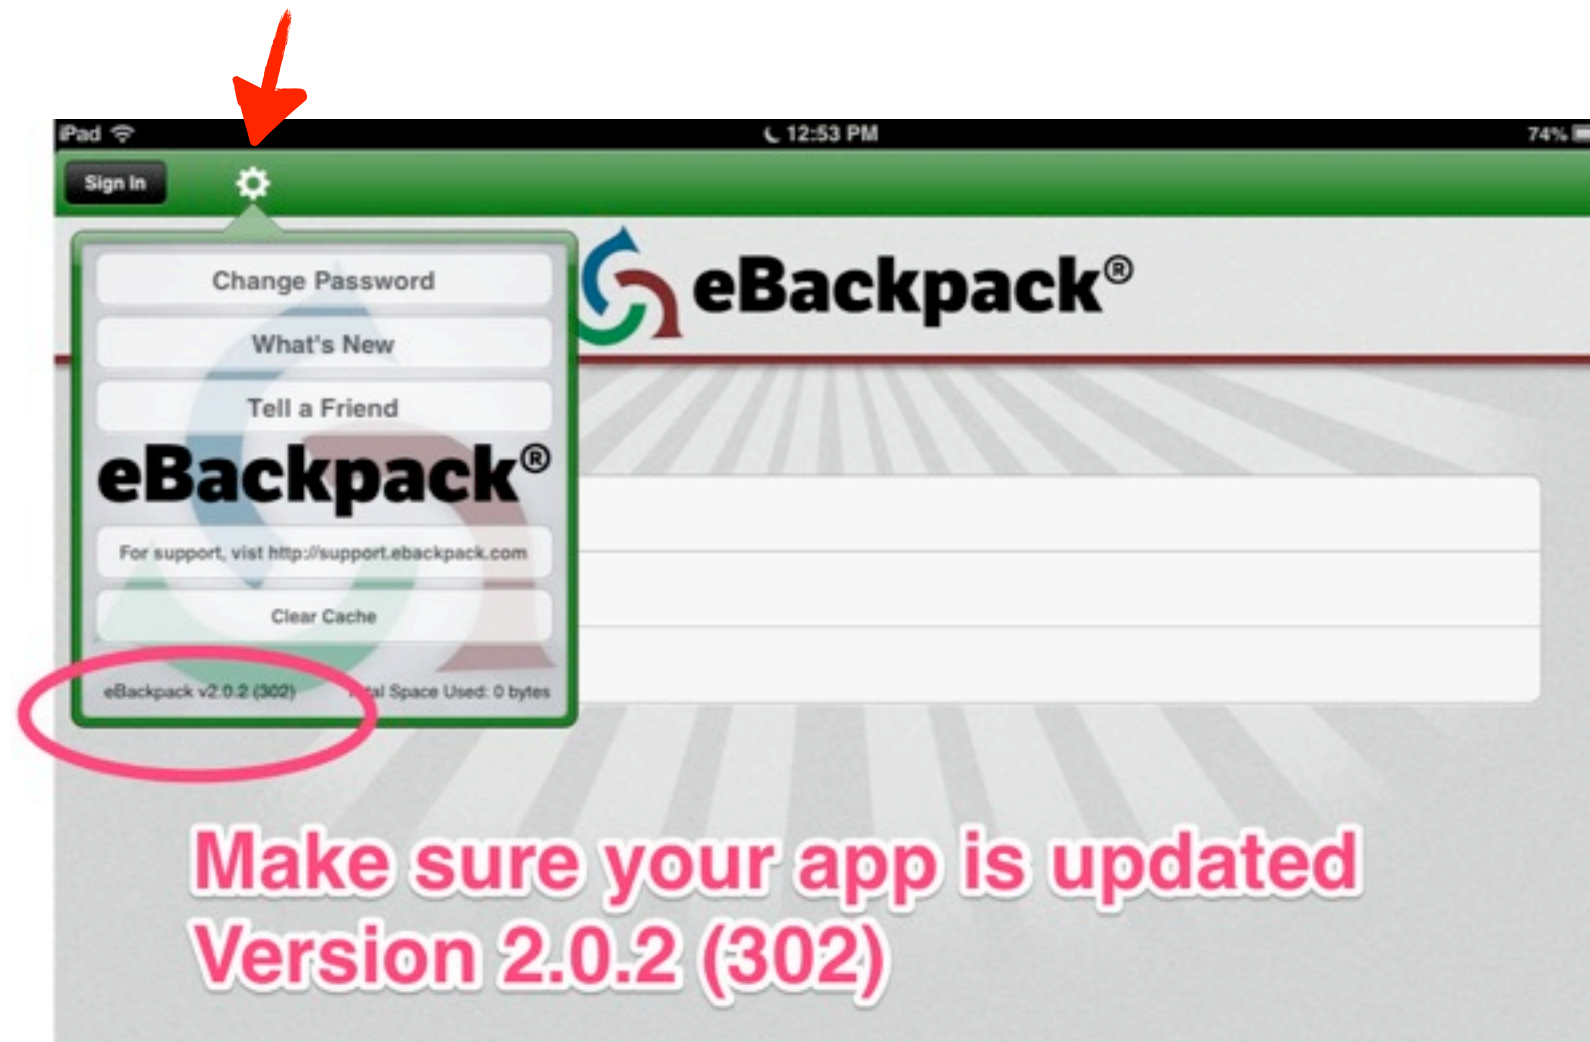 iPad 12:53 PM 74%
Sign In
eBackpack®
Change Password
What's New
Tell a Friend
eBackpack®
For support, vist http://support.ebackpack.com
Clear Cache
eBackpack v2.0.2 (302) Total Space Used: 0 bytes
Make sure your app is updated
Version 2.0.2 (302)